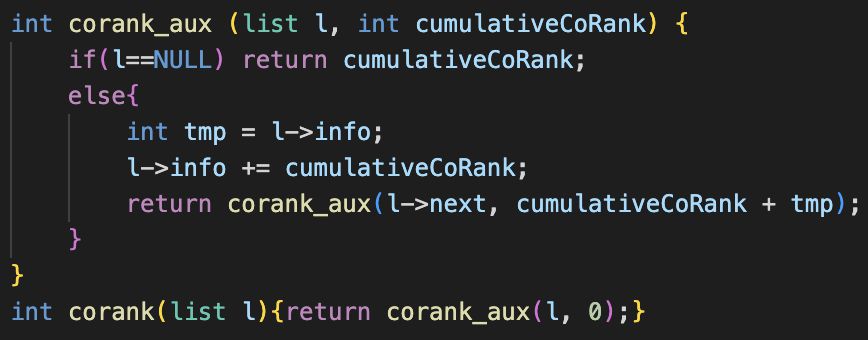 int corank_aux (list l, int cumulativeCoRank) {
    if(l==NULL) return cumulativeCoRank;
    else{
        int tmp = l->info;
        l->info += cumulativeCoRank;
        return corank_aux(l->next, cumulativeCoRank + tmp);
    }
}
int corank(list l){return corank_aux(l, 0);}